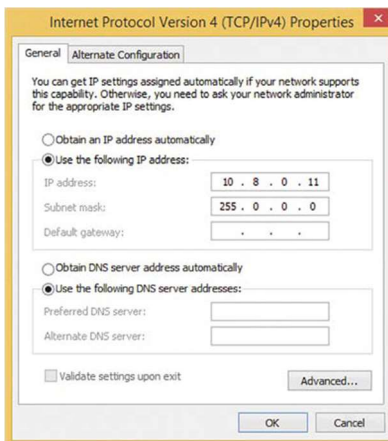 Internet Protocol Version 4 (TCP/IPv4) Properties
General
Alternate Configuration
You can get IP settings assigned automatically if your network supports
this capability. Otherwise, you need to ask your network administrator
for the appropriate IP settings.
Obtain an IP address automatically
Use the following IP address:
IP address: 10 . 8 . 0 . 11
Subnet mask: 255 . 0 . 0 . 0
Default gateway: . . .
Obtain DNS server address automatically
Use the following DNS server addresses:
Preferred DNS server:
Alternate DNS server:
Validate settings upon exit
Advanced...
OK
Cancel